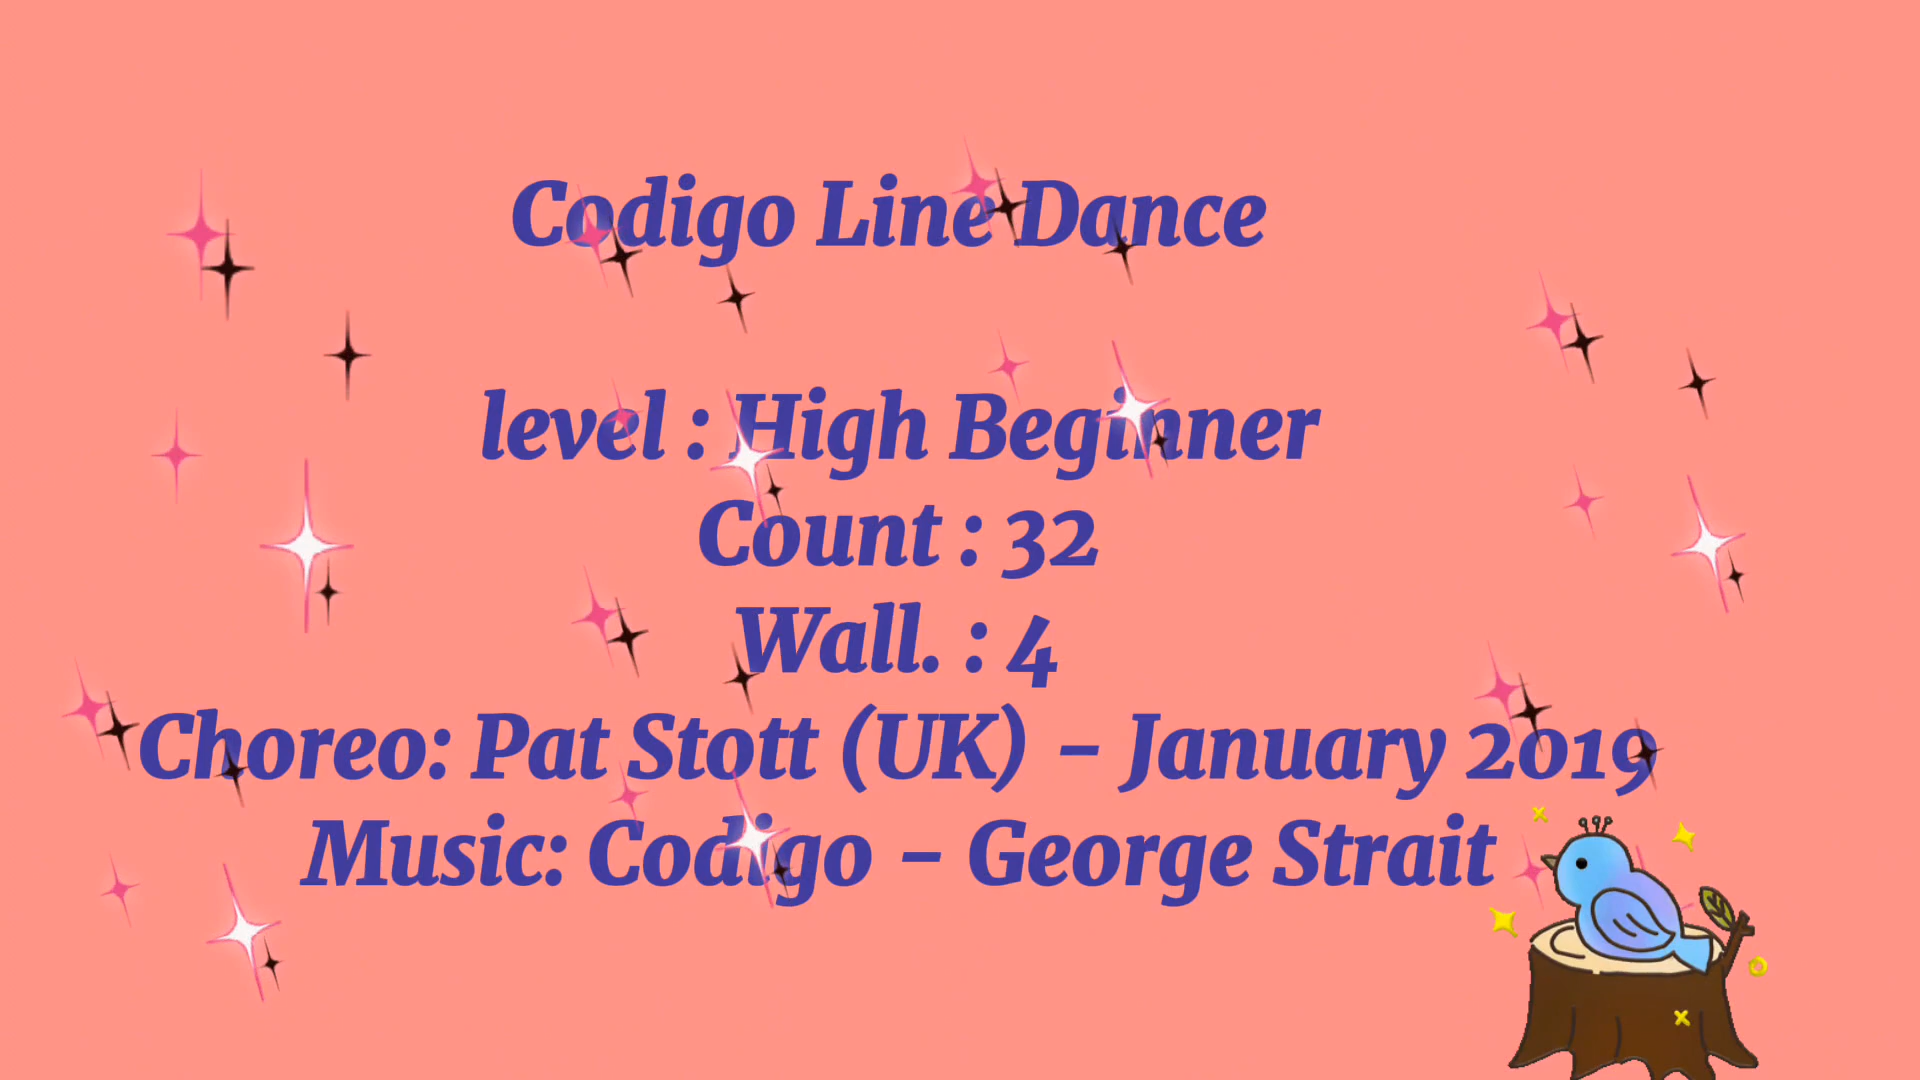 Codigo Line Dance
level : High Beginner
Count : 32
Wall. : 4
Choreo: Pat Stott (UK) - January 2019
Music: Codigo - George Strait